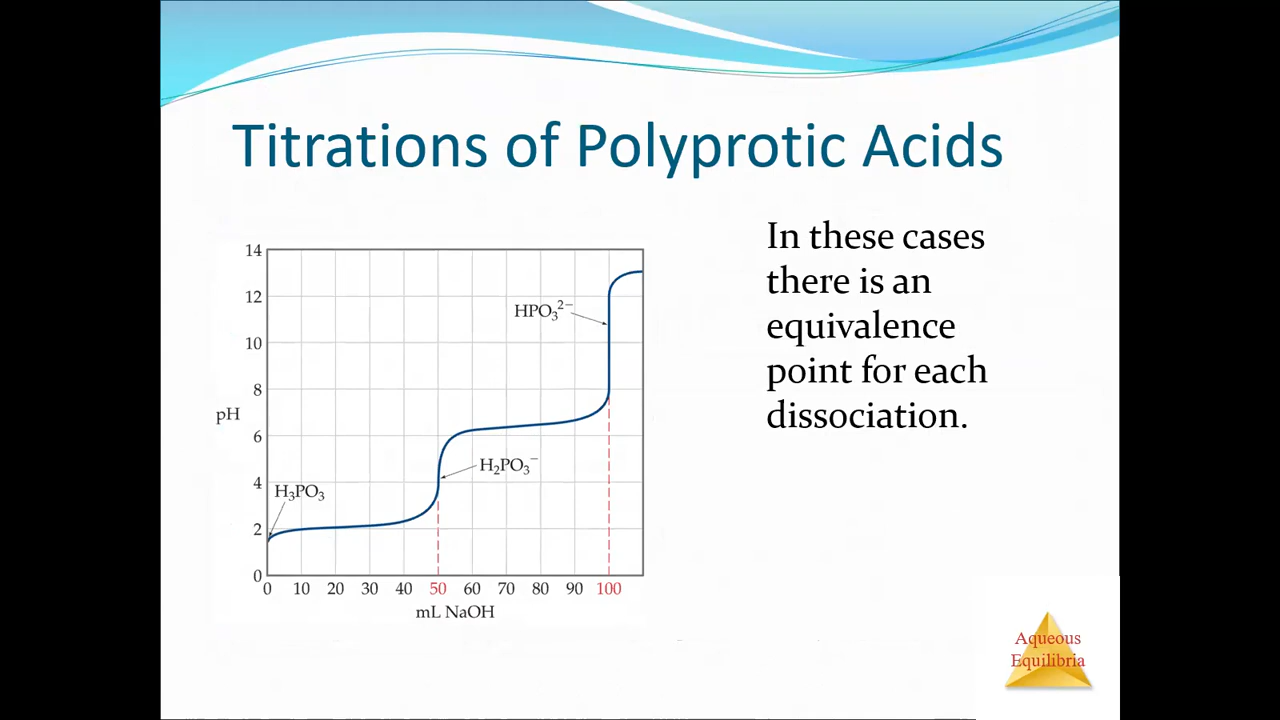 Titrations of Polyprotic Acids
In these cases
there is an
equivalence
point for each
dissociation.
14
12
10
8
6
4
2
0
pH
HPO₃²⁻
H₂PO₃⁻
H₃PO₃
0 10 20 30 40 50 60 70 80 90 100
mL NaOH
Aqueous
Equilibria